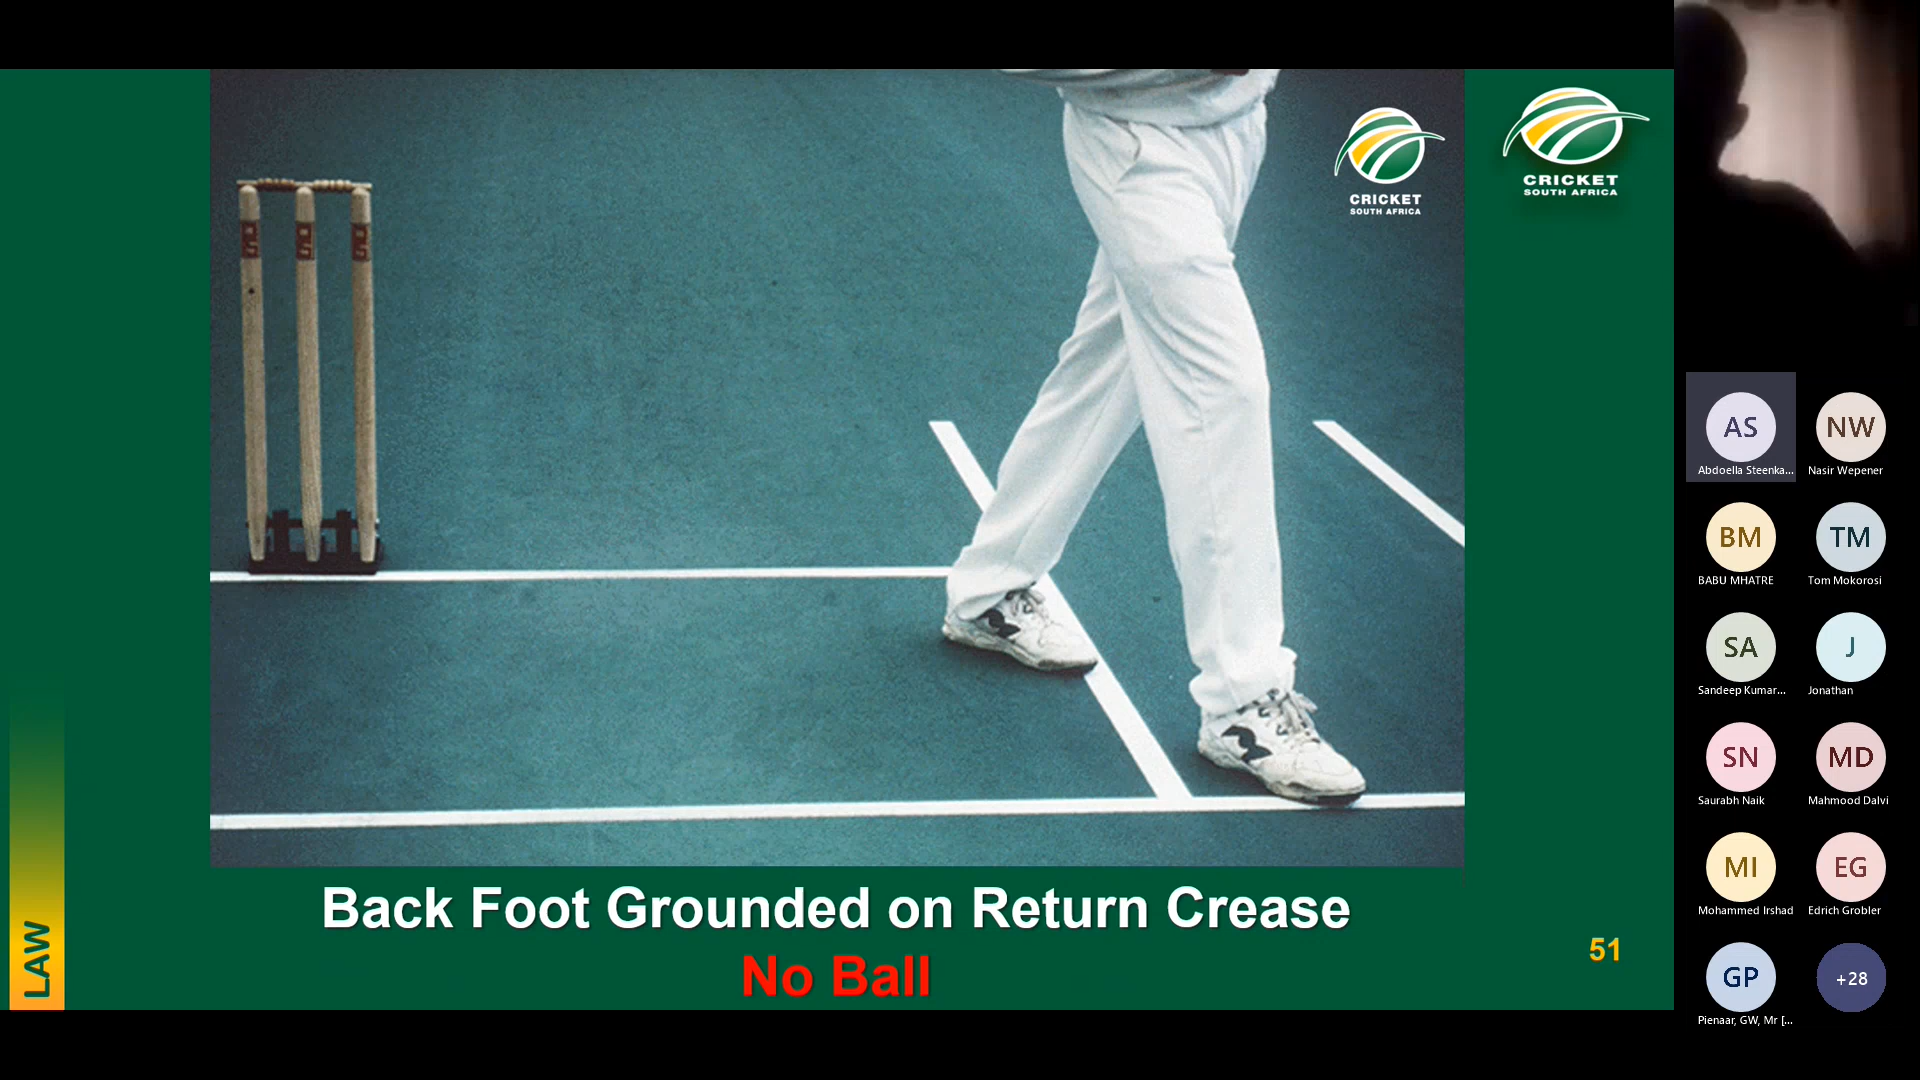 CRICKET
SOUTH AFRICA
CRICKET
SOUTH AFRICA
Back Foot Grounded on Return Crease
No Ball
51
LAW
AS
Abdoella Steenka...
NW
Nasir Wepener
BM
BABU MHATRE
TM
Tom Mokorosi
SA
Sandeep Kumar...
J
Jonathan
SN
Saurabh Naik
MD
Mahmood Dalvi
MI
Mohammed Irshad
EG
Edrich Grobler
GP
Pienaar, GW, Mr [...
+28